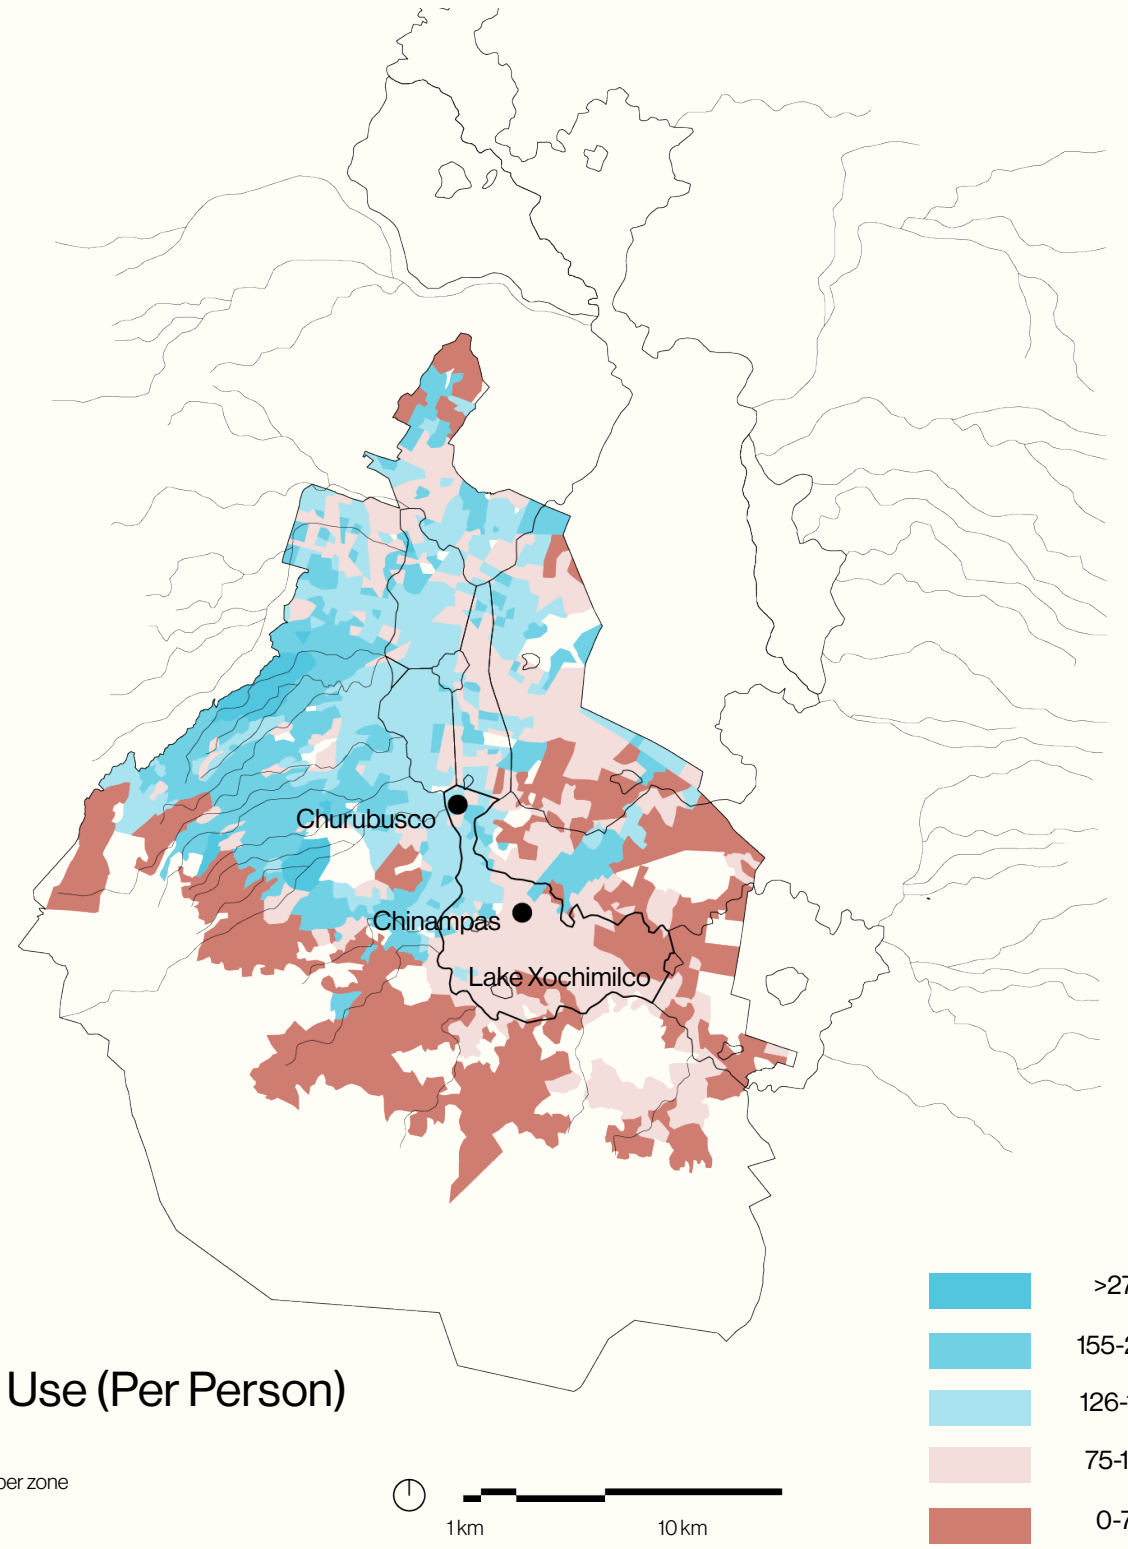 Churubusco
Chinampas
Lake Xochimilco
>27
155-2
126-
75-1
0-7
Use (Per Person)
per zone
1 km
10 km